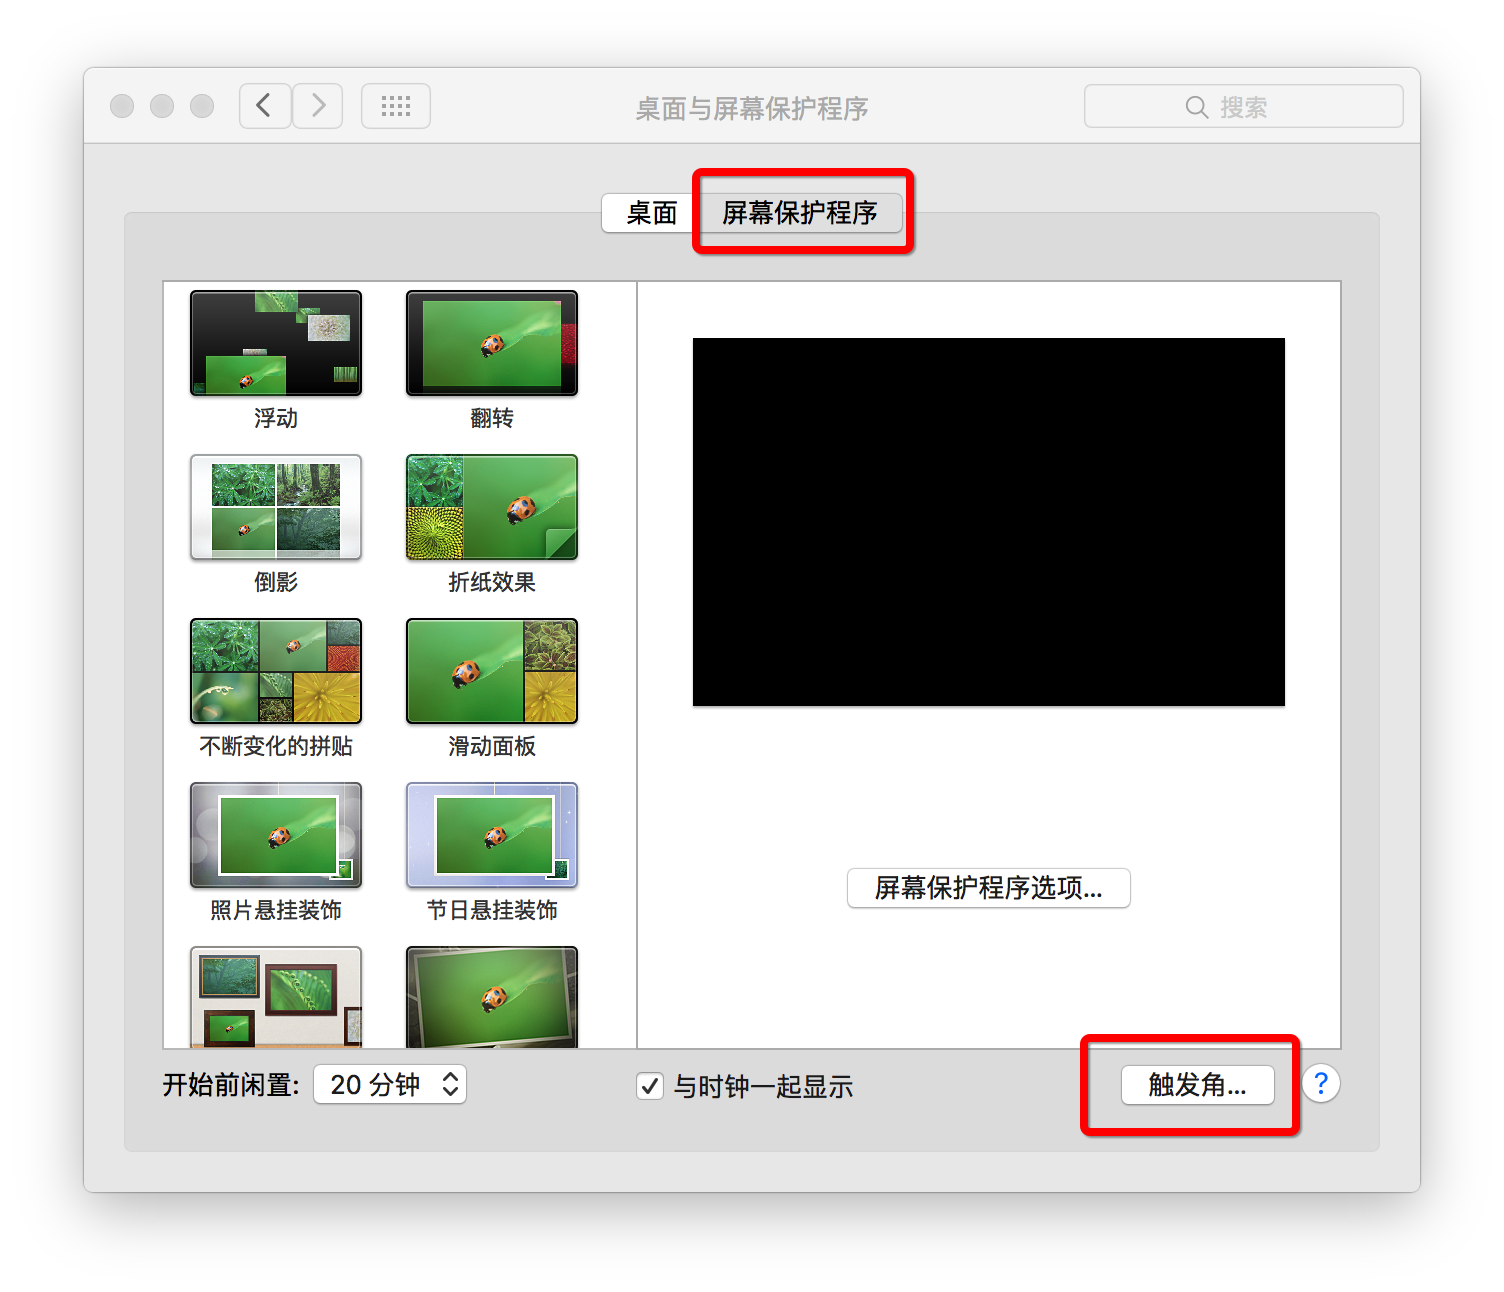 桌面与屏幕保护程序
搜索
桌面
屏幕保护程序
浮动
翻转
倒影
折纸效果
不断变化的拼贴
滑动面板
照片悬挂装饰
节日悬挂装饰
屏幕保护程序选项...
开始前闲置: 20 分钟
与时钟一起显示
触发角...
?